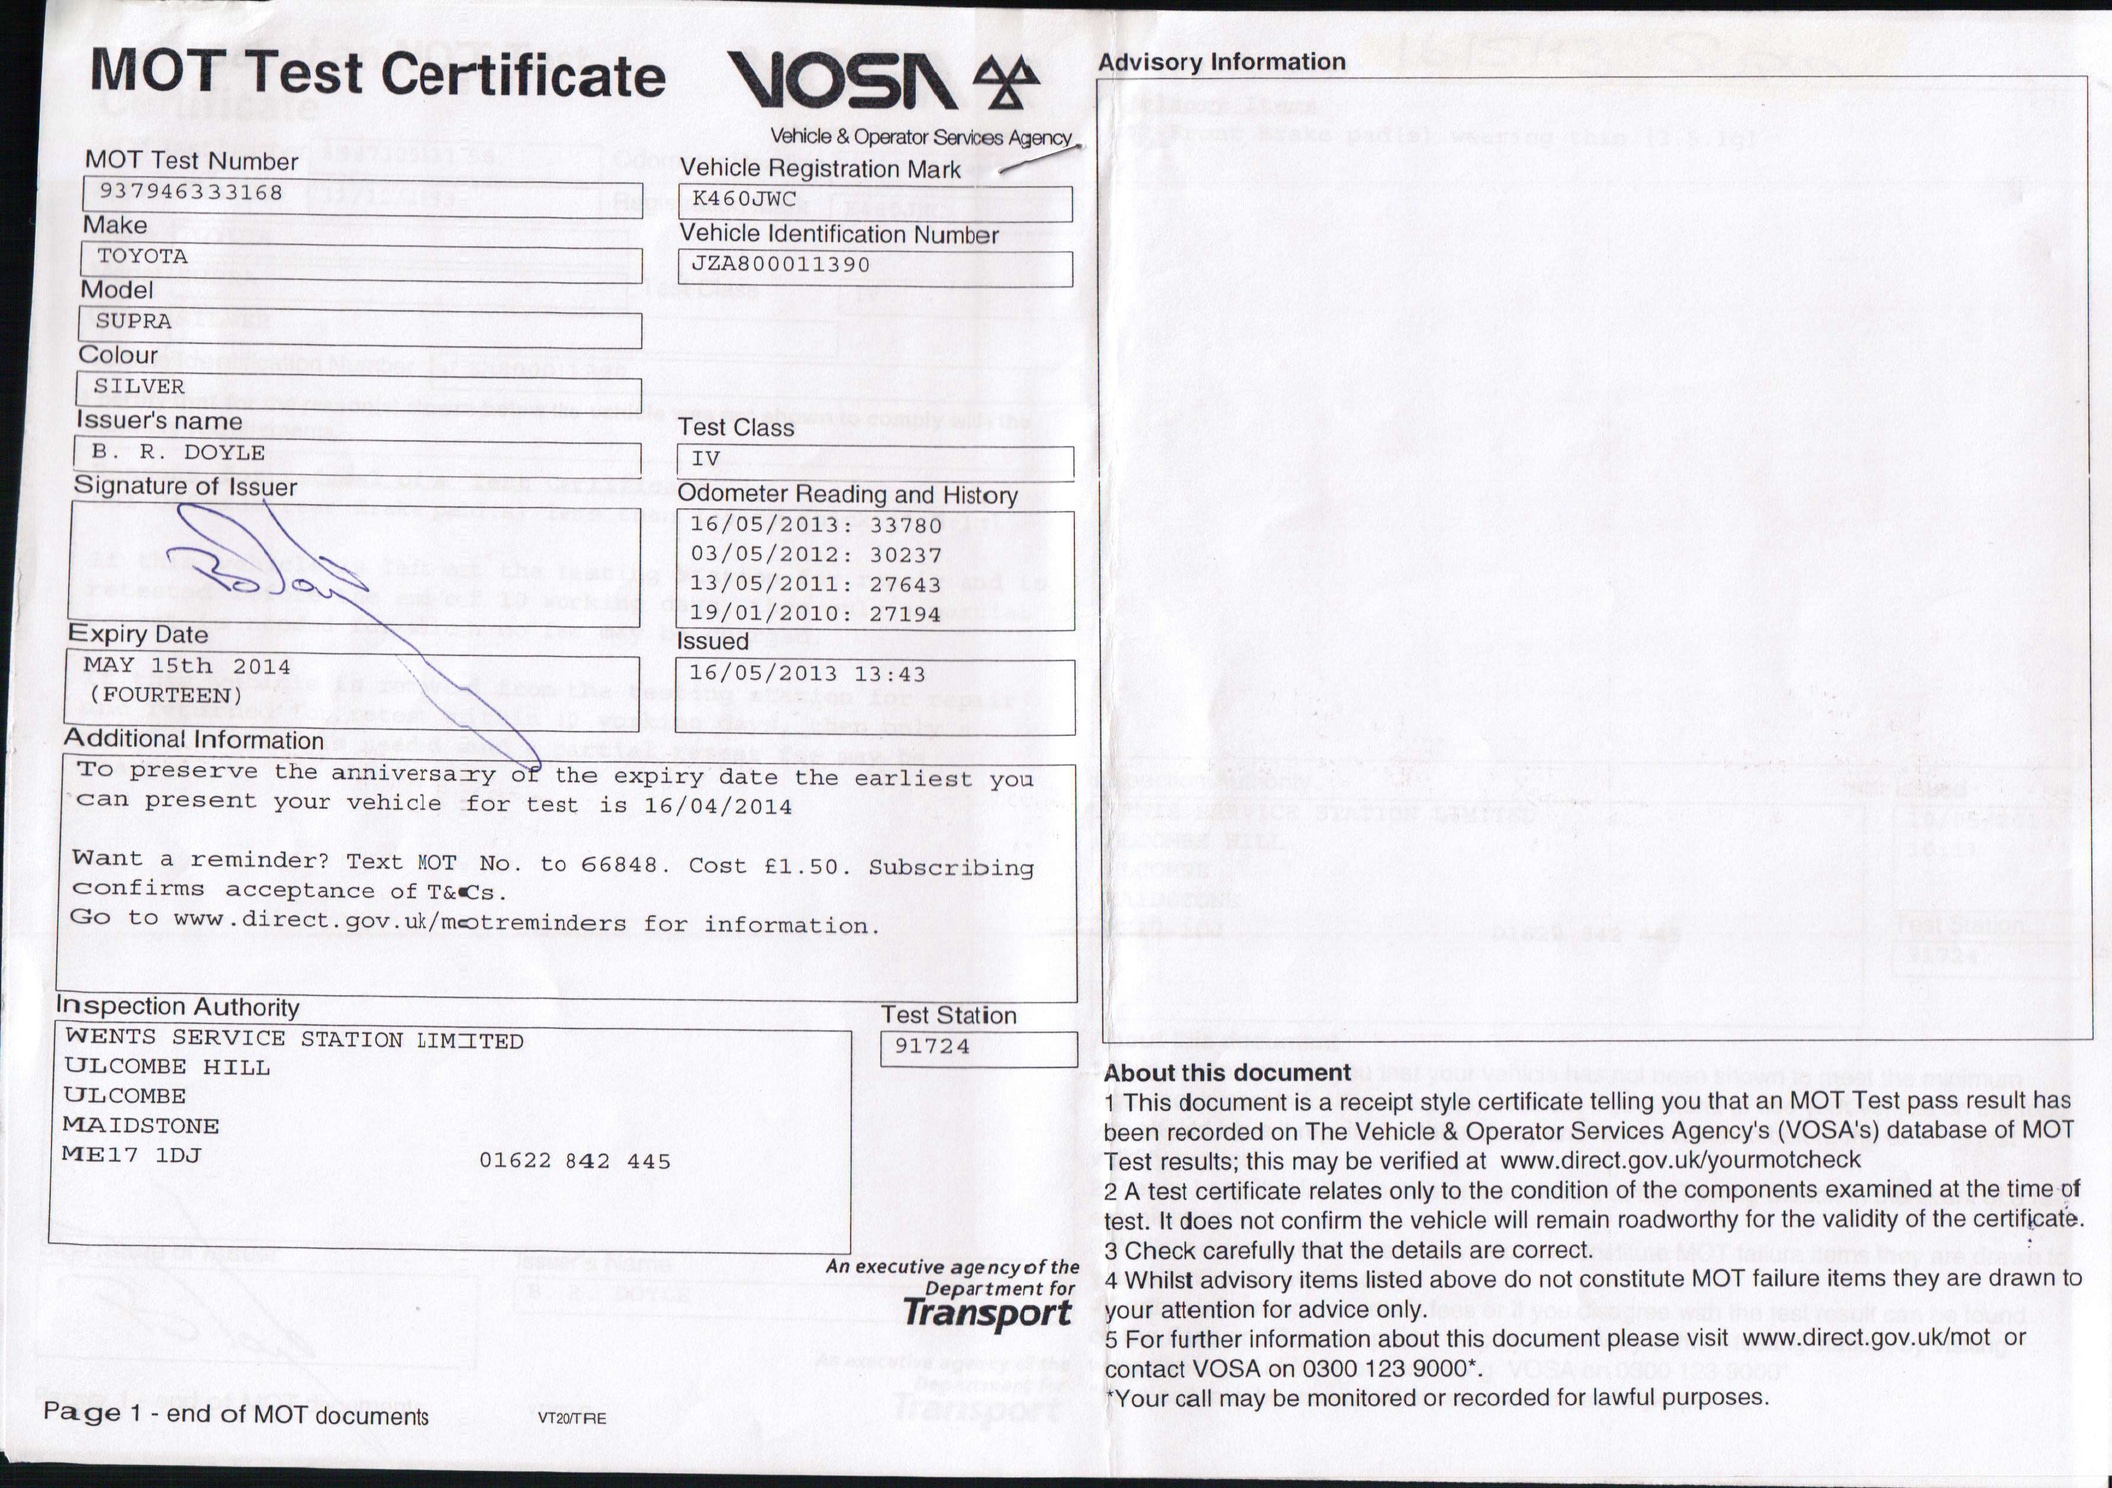 MOT Test Certificate
VOSA
Vehicle & Operator Services Agency
MOT Test Number
937946333168
Vehicle Registration Mark
K460JWC
Make
TOYOTA
Vehicle Identification Number
JZA800011390
Model
SUPRA
Colour
SILVER
Issuer's name
B. R. DOYLE
Test Class
IV
Signature of Issuer
Odometer Reading and History
16/05/2013: 33780
03/05/2012: 30237
13/05/2011: 27643
19/01/2010: 27194
Expiry Date
MAY 15th 2014
(FOURTEEN)
Issued
16/05/2013 13:43
Additional Information
To preserve the anniversary of the expiry date the earliest you
can present your vehicle for test is 16/04/2014
Want a reminder? Text MOT No. to 66848. Cost £1.50. Subscribing
confirms acceptance of T&Cs.
Go to www.direct.gov.uk/motreminders for information.
Inspection Authority
WENTS SERVICE STATION LIMITED
ULCOMBE HILL
ULCOMBE
MAIDSTONE
ME17 1DJ 01622 842 445
Test Station
91724
An executive agency of the
Department for
Transport
Page 1 - end of MOT documents
VT20/TRE
Advisory Information
About this document
1 This document is a receipt style certificate telling you that an MOT Test pass result has
been recorded on The Vehicle & Operator Services Agency's (VOSA's) database of MOT
Test results; this may be verified at www.direct.gov.uk/yourmotcheck
2 A test certificate relates only to the condition of the components examined at the time of
test. It does not confirm the vehicle will remain roadworthy for the validity of the certificate.
3 Check carefully that the details are correct.
4 Whilst advisory items listed above do not constitute MOT failure items they are drawn to
your attention for advice only.
5 For further information about this document please visit www.direct.gov.uk/mot or
contact VOSA on 0300 123 9000*.
*Your call may be monitored or recorded for lawful purposes.